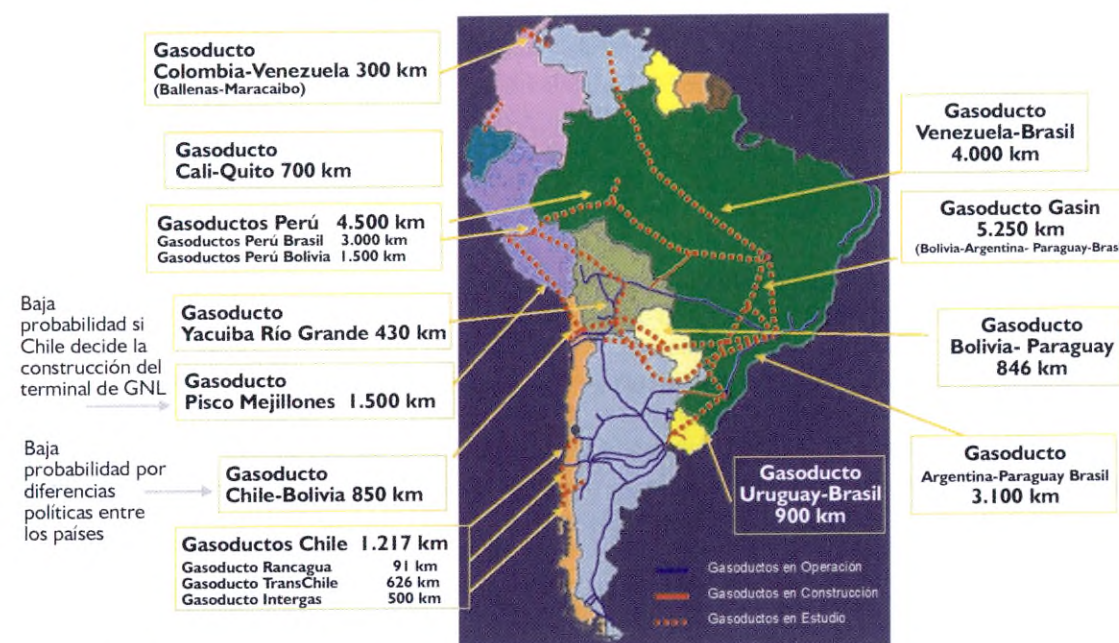 Gasoducto
Colombia-Venezuela 300 km
(Ballenas-Maracaibo)
Gasoducto
Cali-Quito 700 km
Gasoductos Perú 4.500 km
Gasoductos Perú Brasil 3.000 km
Gasoductos Perú Bolivia 1.500 km
Baja
probabilidad si
Chile decide la
construcción del
terminal de GNL
Gasoducto
Yacuiba Río Grande 430 km
Gasoducto
Pisco Mejillones 1.500 km
Baja
probabilidad por
diferencias
políticas entre
los países
Gasoducto
Chile-Bolivia 850 km
Gasoductos Chile 1.217 km
Gasoducto Rancagua 91 km
Gasoducto TransChile 626 km
Gasoducto Intergas 500 km
Gasoducto
Venezuela-Brasil
4.000 km
Gasoducto Gasin
5.250 km
(Bolivia-Argentina- Paraguay-Bras
Gasoducto
Bolivia- Paraguay
846 km
Gasoducto
Argentina-Paraguay Brasil
3.100 km
Gasoducto
Uruguay-Brasil
900 km
Gasoductos en Operación
Gasoductos en Construcción
Gasoductos en Estudio